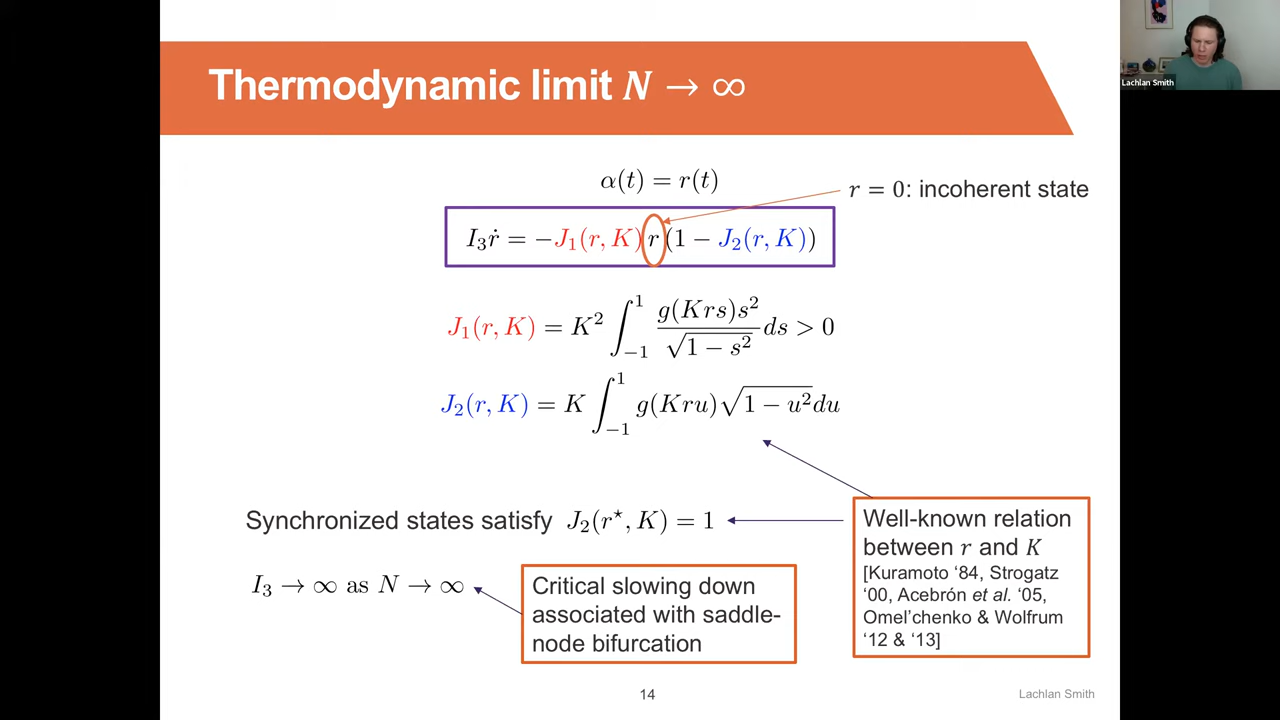 Thermodynamic limit N → ∞
Lachlan Smith
α(t) = r(t)
r = 0: incoherent state
I₃ṙ = −J₁(r, K) r (1 − J₂(r, K))
J₁(r, K) = K² ∫₋₁¹ g(Krs)s² / √(1 − s²) ds > 0
J₂(r, K) = K ∫₋₁¹ g(Kru)√(1 − u²) du
Synchronized states satisfy J₂(r⋆, K) = 1
I₃ → ∞ as N → ∞
Critical slowing down
associated with saddle-
node bifurcation
Well-known relation
between r and K
[Kuramoto ‘84, Strogatz
‘00, Acebrón et al. ‘05,
Omel’chenko & Wolfrum
‘12 & ‘13]
14
Lachlan Smith